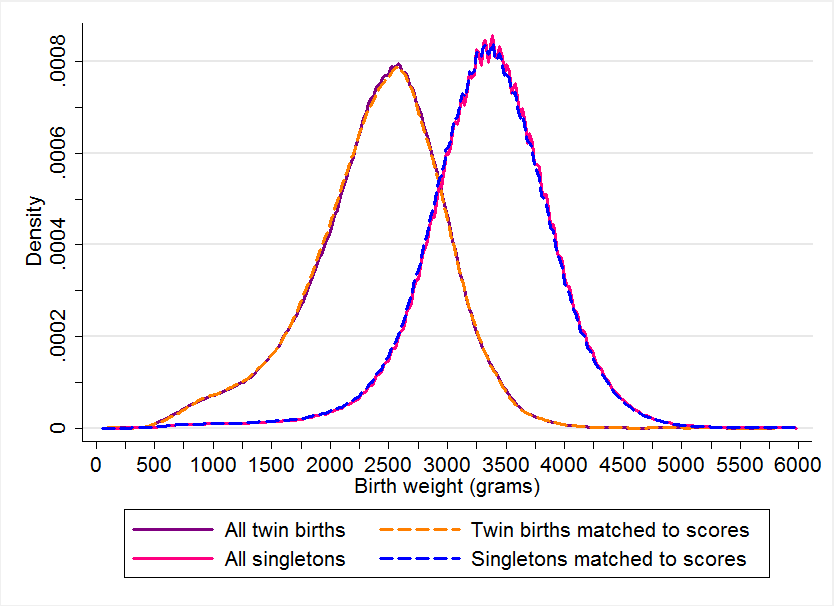 Density
.0008
.0006
.0004
.0002
0
0 500 1000 1500 2000 2500 3000 3500 4000 4500 5000 5500 6000
Birth weight (grams)
All twin births Twin births matched to scores
All singletons Singletons matched to scores